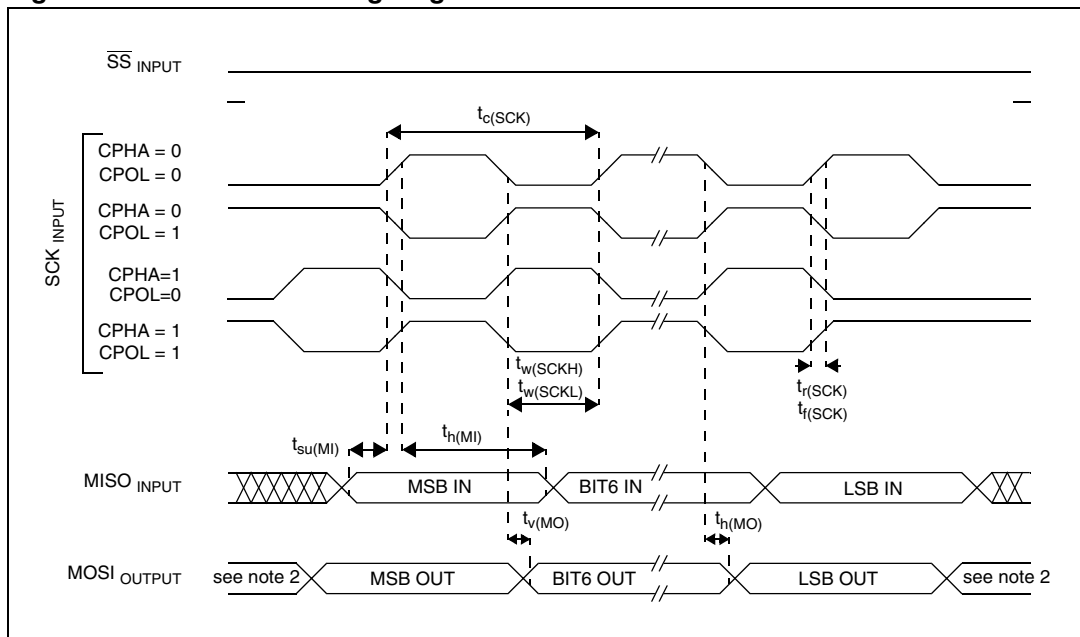 SS INPUT
tc(SCK)
SCK INPUT
CPHA = 0
CPOL = 0
CPHA = 0
CPOL = 1
CPHA=1
CPOL=0
CPHA = 1
CPOL = 1
tw(SCKH)
tw(SCKL)
tr(SCK)
tf(SCK)
tsu(MI)
th(MI)
MISO INPUT
MSB IN
BIT6 IN
LSB IN
tv(MO)
th(MO)
MOSI OUTPUT
see note 2
MSB OUT
BIT6 OUT
LSB OUT
see note 2